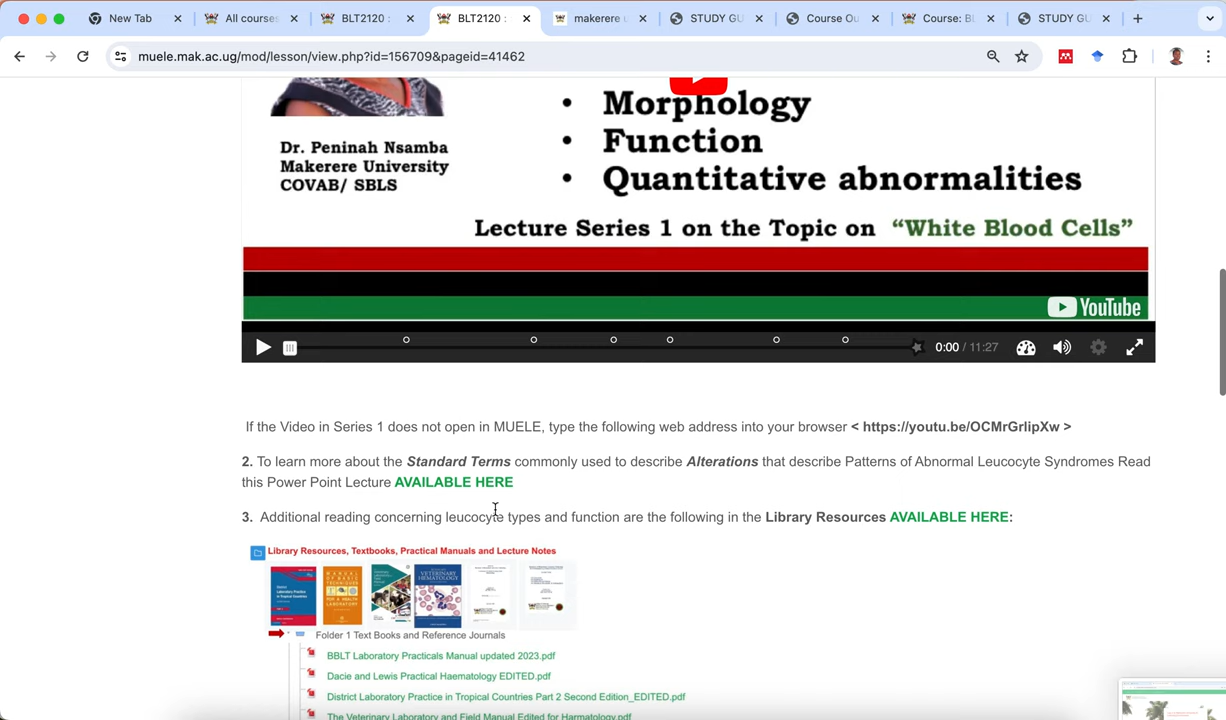 New Tab
All courses
BLT2120 :
BLT2120 :
makerere u
STUDY GU
Course Ou
Course: BL
STUDY GU
muele.mak.ac.ug/mod/lesson/view.php?id=156709&pageid=41462
• Morphology
• Function
• Quantitative abnormalities
Dr. Peninah Nsamba
Makerere University
COVAB/ SBLS
Lecture Series 1 on the Topic on “White Blood Cells”
YouTube
0:00 / 11:27
If the Video in Series 1 does not open in MUELE, type the following web address into your browser < https://youtu.be/OCMrGrlipXw >
2. To learn more about the Standard Terms commonly used to describe Alterations that describe Patterns of Abnormal Leucocyte Syndromes Read
this Power Point Lecture AVAILABLE HERE
3. Additional reading concerning leucocyte types and function are the following in the Library Resources AVAILABLE HERE:
Library Resources, Textbooks, Practical Manuals and Lecture Notes
VETERINARY HEMATOLOGY
Folder 1 Text Books and Reference Journals
BBLT Laboratory Practicals Manual updated 2023.pdf
Dacie and Lewis Practical Haematology EDITED.pdf
District Laboratory Practice in Tropical Countries Part 2 Second Edition_EDITED.pdf
The Veterinary Laboratory and Field Manual Edited for Harmatology.pdf